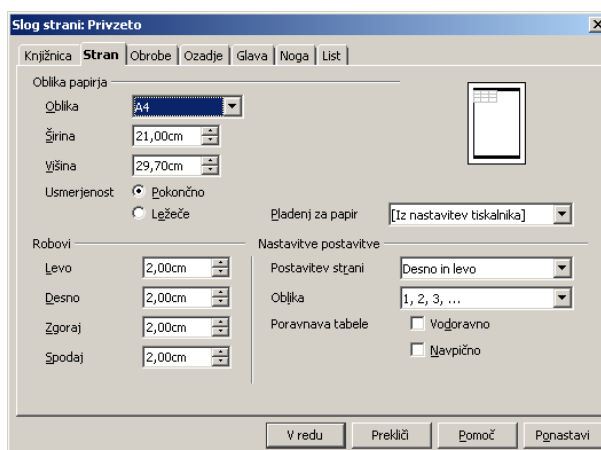 Slog strani: Privzeto
Knjižnica Stran Obrobe Ozadje Glava Noga List
Oblika papirja
Oblika A4
Širina 21,00cm
Višina 29,70cm
Usmerjenost Pokončno
Ležeče
Pladenj za papir [Iz nastavitev tiskalnika]
Robovi
Levo 2,00cm
Desno 2,00cm
Zgoraj 2,00cm
Spodaj 2,00cm
Nastavitve postavitve
Postavitev strani Desno in levo
Oblika 1, 2, 3, ...
Poravnava tabele Vodoravno
Navpično
V redu Prekliči Pomoč Ponastavi